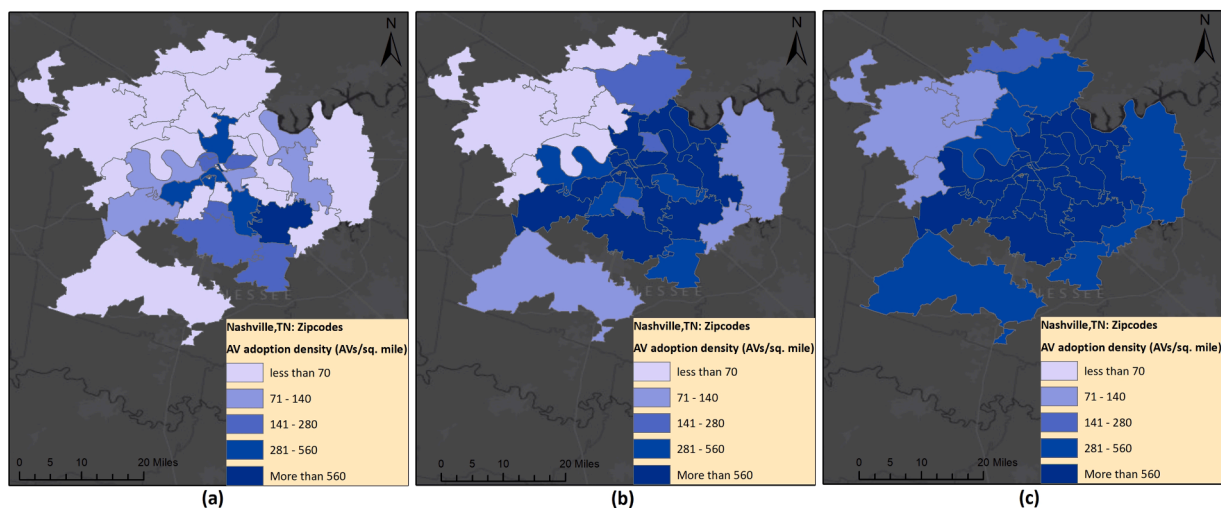 N
NESSEE
Nashville,TN: Zipcodes
AV adoption density (AVs/sq. mile)
less than 70
71 - 140
141 - 280
281 - 560
More than 560
0 5 10 20 Miles
(a)
N
NESSEE
Nashville,TN: Zipcodes
AV adoption density (AVs/sq. mile)
less than 70
71 - 140
141 - 280
281 - 560
More than 560
0 5 10 20 Miles
(b)
N
NESSEE
Nashville,TN: Zipcodes
AV adoption density (AVs/sq. mile)
less than 70
71 - 140
141 - 280
281 - 560
More than 560
0 5 10 20 Miles
(c)